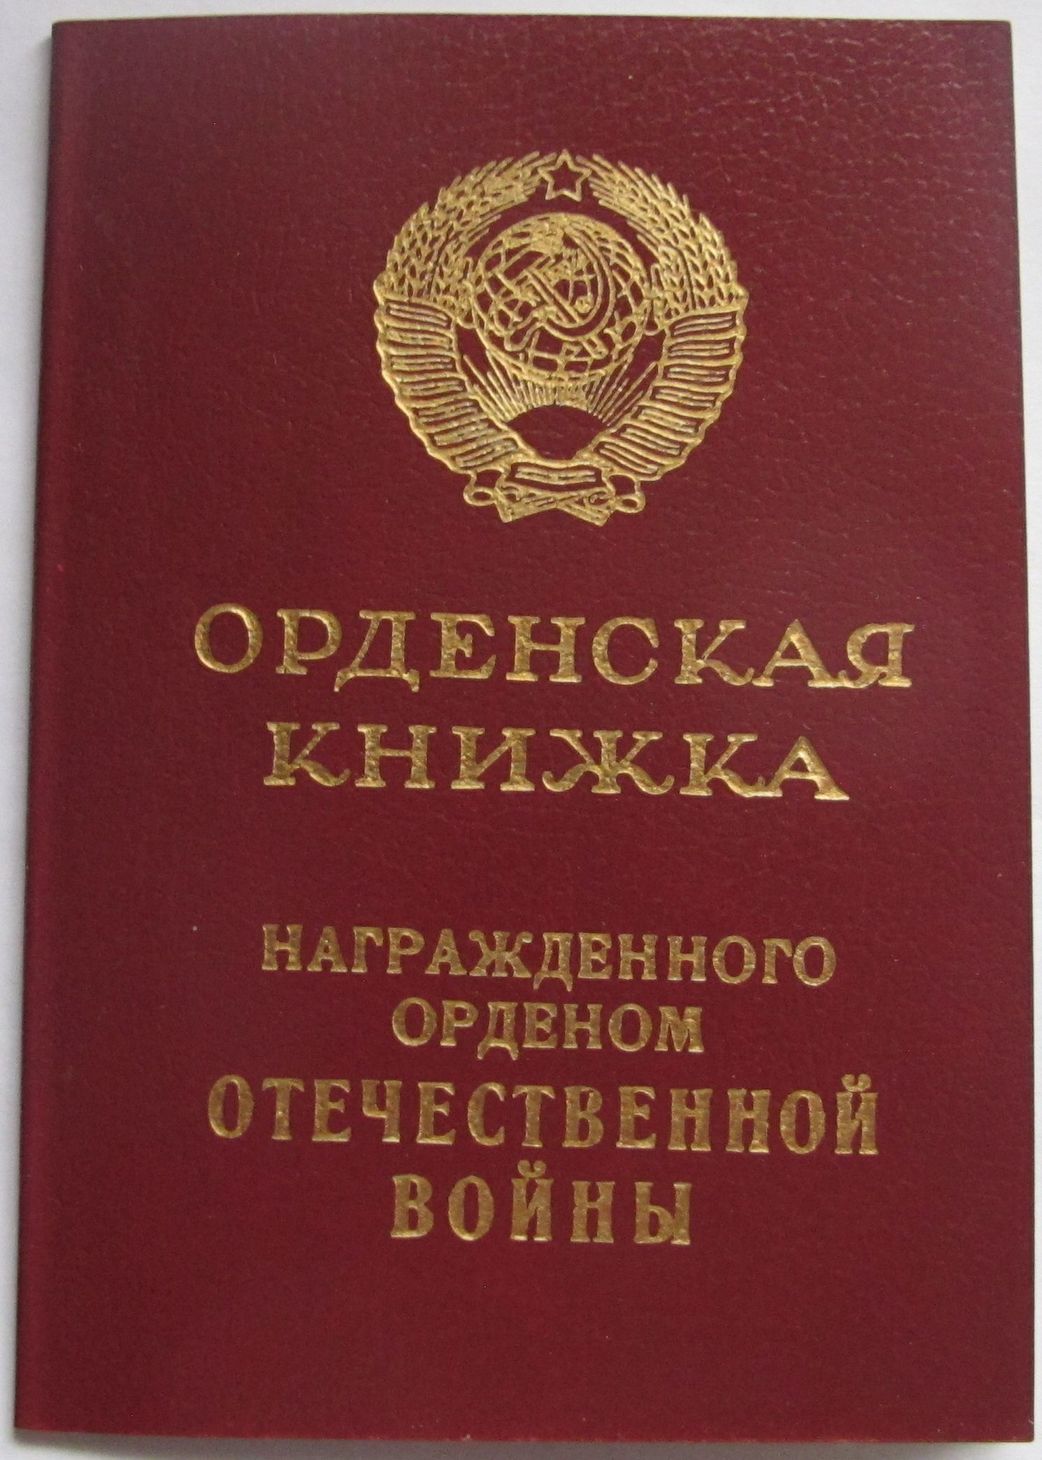 ОРДЕНСКАЯ
КНИЖКА
НАГРАЖДЕННОГО
ОРДЕНОМ
ОТЕЧЕСТВЕННОЙ
ВОЙНЫ